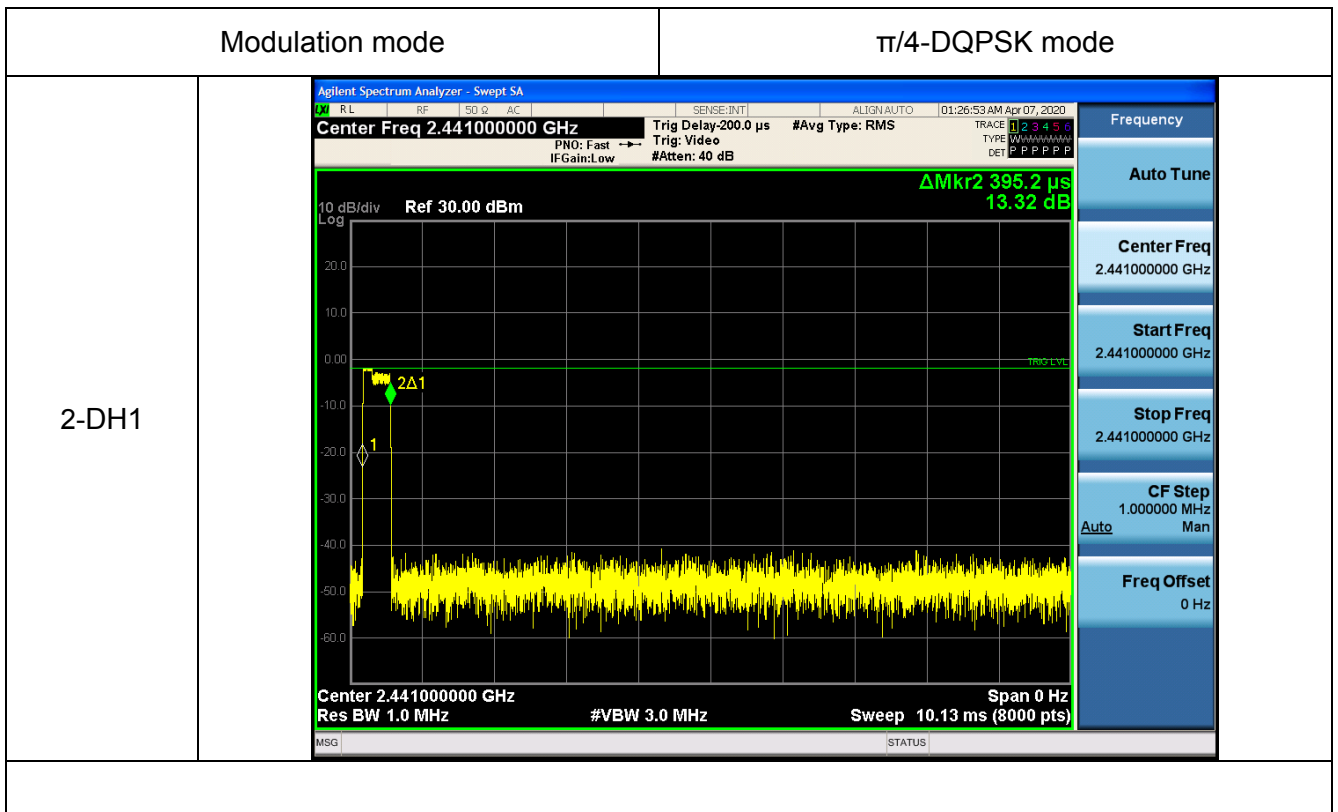 Modulation mode
π/4-DQPSK mode
2-DH1
Agilent Spectrum Analyzer - Swept SA
LXI RL RF 50 Ω AC SENSE:INT ALIGN AUTO 01:26:53 AM Apr 07, 2020
Center Freq 2.441000000 GHz
PNO: Fast
IFGain:Low
Trig Delay-200.0 µs
Trig: Video
#Atten: 40 dB
#Avg Type: RMS
TRACE 1 2 3 4 5 6
TYPE WWWWWW
DET P P P P P P
ΔMkr2 395.2 µs
13.32 dB
10 dB/div Ref 30.00 dBm
Log
20.0
10.0
0.00
TRIG LVL
2Δ1
-10.0
1
-20.0
-30.0
-40.0
-50.0
-60.0
Center 2.441000000 GHz Span 0 Hz
Res BW 1.0 MHz #VBW 3.0 MHz Sweep 10.13 ms (8000 pts)
MSG STATUS
Frequency
Auto Tune
Center Freq
2.441000000 GHz
Start Freq
2.441000000 GHz
Stop Freq
2.441000000 GHz
CF Step
1.000000 MHz
Auto Man
Freq Offset
0 Hz